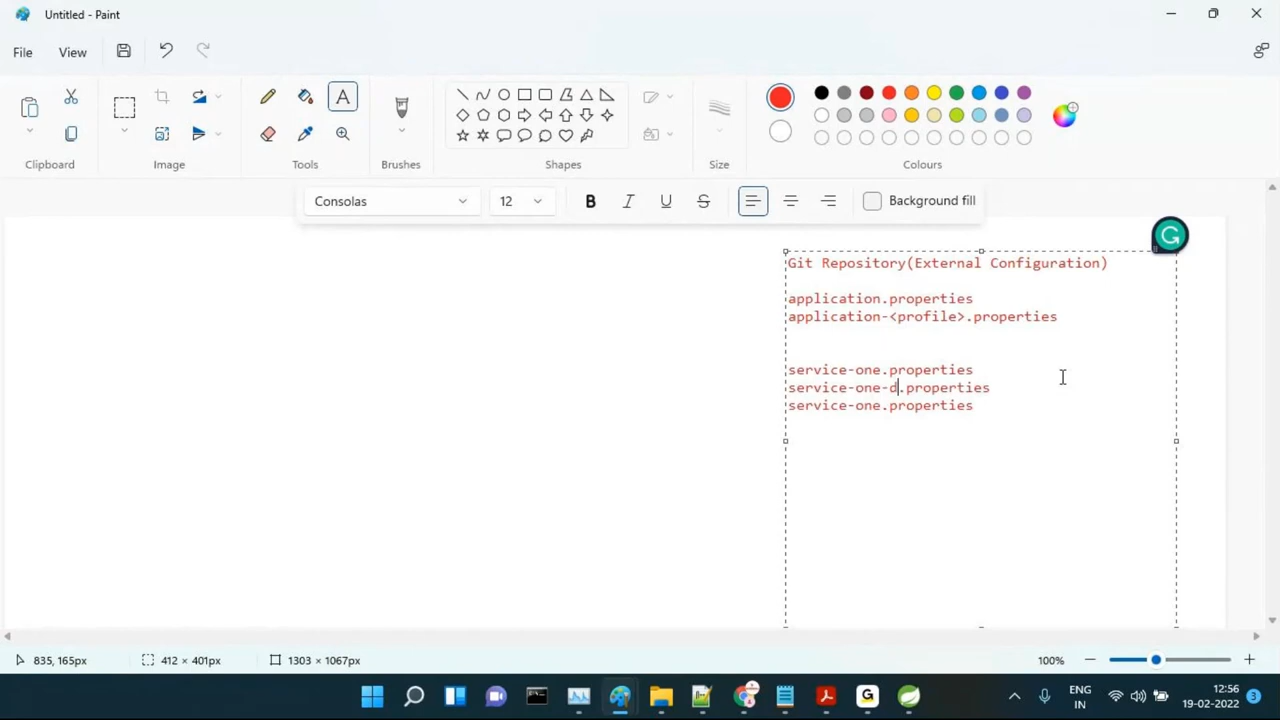 Untitled - Paint
File View
Clipboard
Image
Tools
Brushes
Shapes
Size
Colours
Consolas 12 B I U S Background fill
G
Git Repository(External Configuration)
application.properties
application-<profile>.properties
service-one.properties
service-one-d.properties
service-one.properties
835, 165px 412 × 401px 1303 × 1067px 100%
ENG
IN
12:56
19-02-2022
3